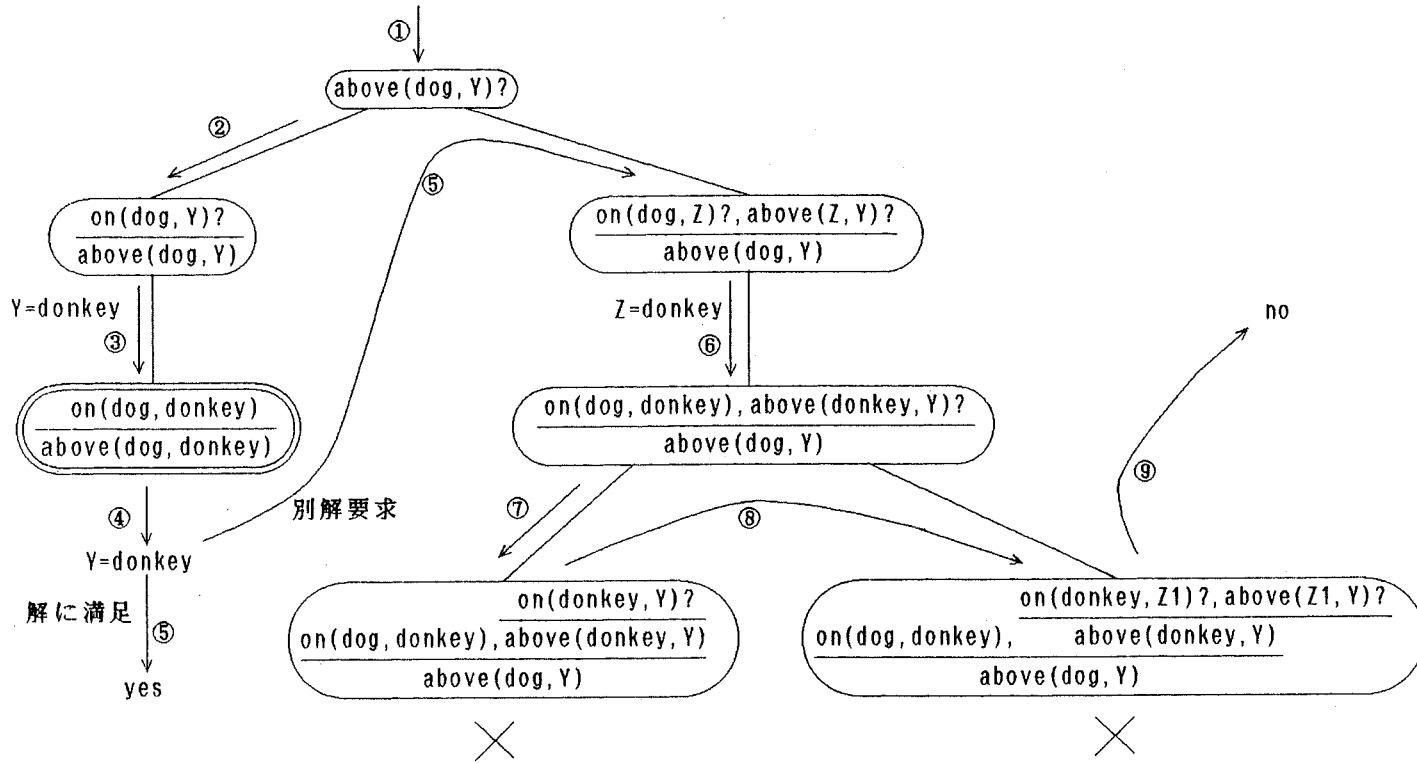 ①
above(dog,Y)?
②
⑤
on(dog,Y)?
above(dog,Y)
on(dog,Z)?,above(Z,Y)?
above(dog,Y)
Y=donkey
③
Z=donkey
⑥
no
on(dog,donkey)
above(dog,donkey)
on(dog,donkey),above(donkey,Y)?
above(dog,Y)
⑨
④
別解要求
⑦
⑧
Y=donkey
解に満足
⑤
yes
on(donkey,Y)?
on(dog,donkey),above(donkey,Y)
above(dog,Y)
on(donkey,Z1)?,above(Z1,Y)?
on(dog,donkey), above(donkey,Y)
above(dog,Y)